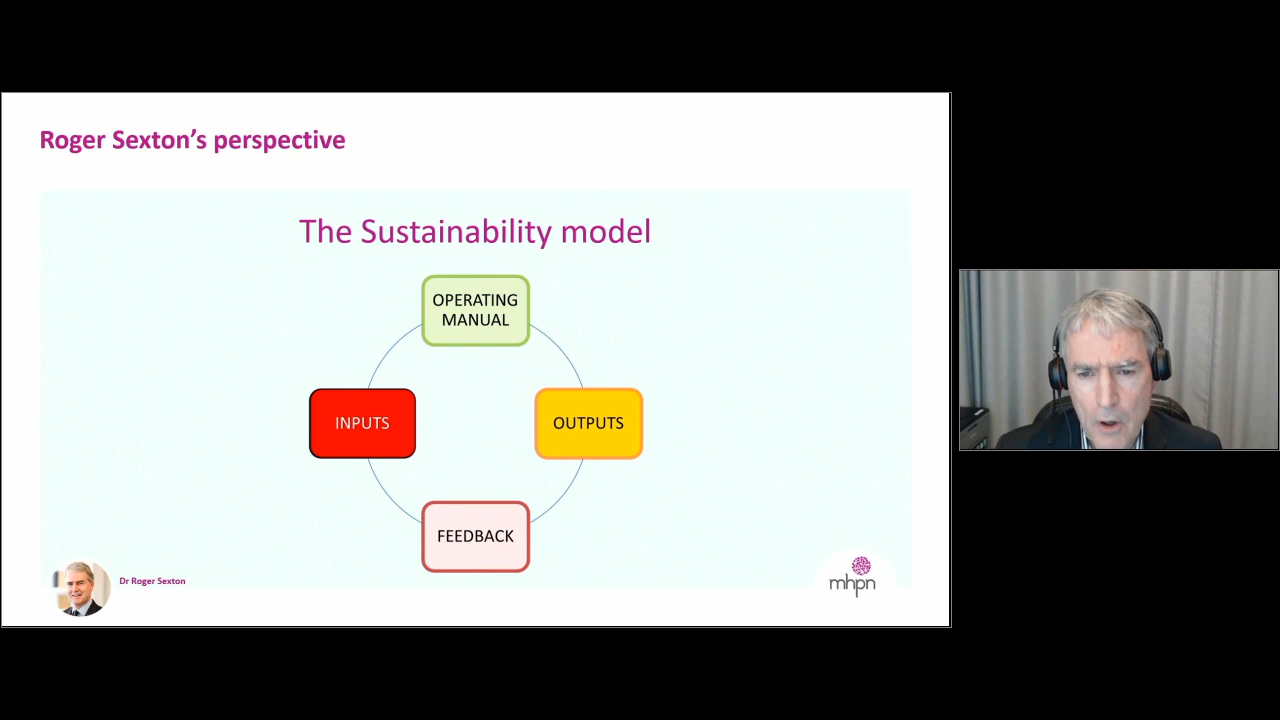 Roger Sexton’s perspective
The Sustainability model
OPERATING
MANUAL
INPUTS
OUTPUTS
FEEDBACK
Dr Roger Sexton
mhpn